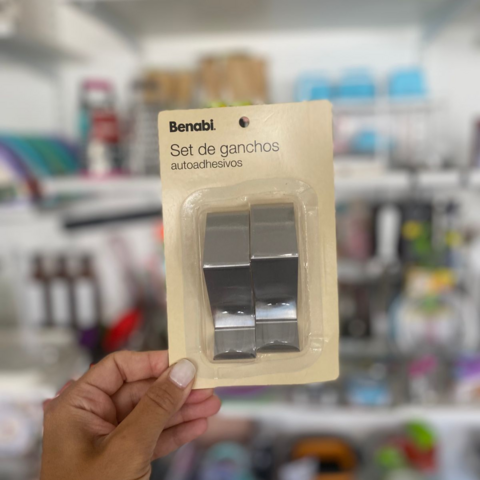 Benabi.
Set de ganchos
autoadhesivos